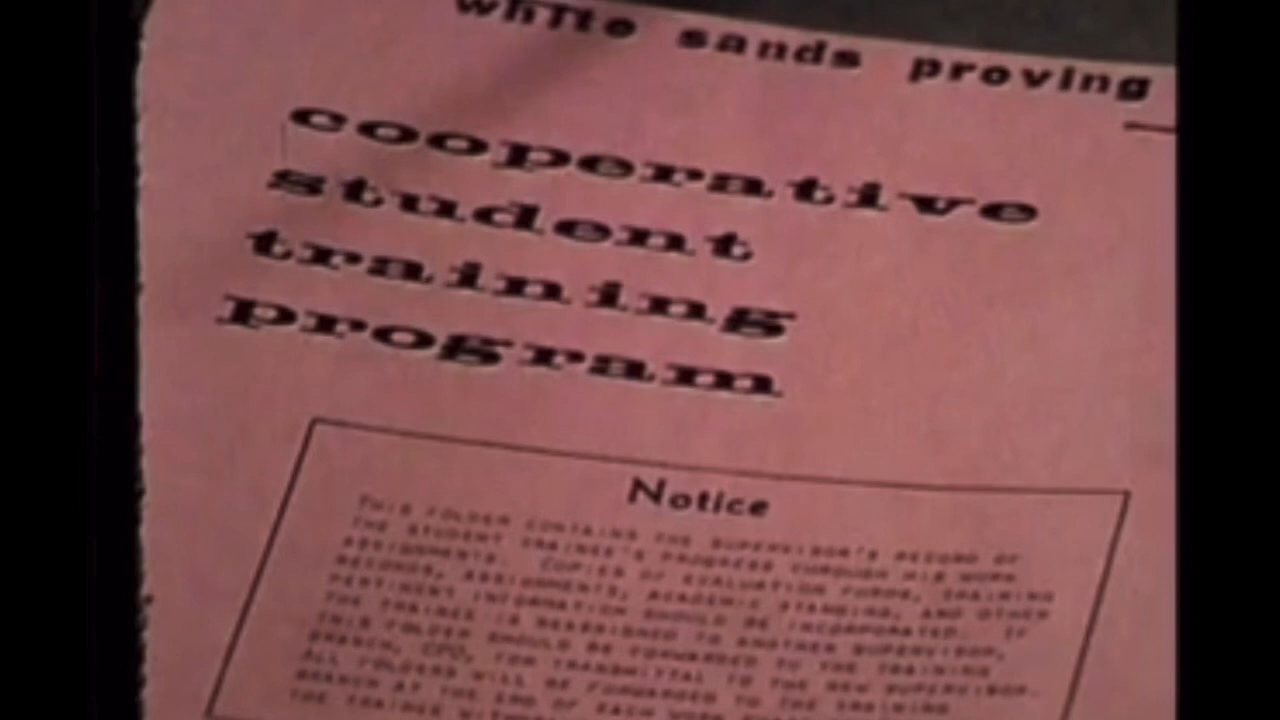 white sands proving
cooperative
student
training
program
Notice
THIS FOLDER CONTAINS THE SUPERVISOR'S RECORD OF
THE STUDENT TRAINEE'S PROGRESS THROUGH HIS WORK
ASSIGNMENTS. COPIES OF EVALUATION FORMS, TRAINING
RECORDS, ASSIGNMENTS, ACADEMIC STANDING, AND OTHER
PERTINENT INFORMATION SHOULD BE INCORPORATED. IF
THE TRAINEE IS REASSIGNED TO ANOTHER SUPERVISOR,
THIS FOLDER SHOULD BE FORWARDED TO THE TRAINING
BRANCH, CPO, FOR TRANSMITTAL TO THE NEW SUPERVISOR.
ALL FOLDERS WILL BE FORWARDED TO THE TRAINING
BRANCH AT THE END OF EACH WORK
THE TRAINEE